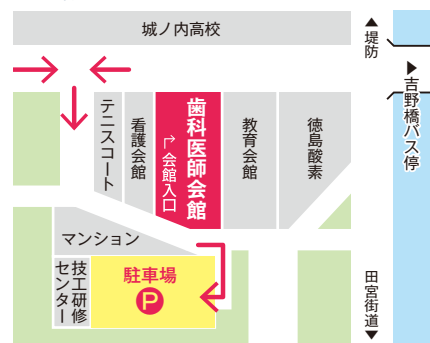 城ノ内高校
▲堤防
▶吉野橋バス停
テニスコート
看護会館
歯科医師会館
↱会館入口
教育会館
徳島酸素
マンション
技工研修
センター
駐車場
P
田宮街道▼